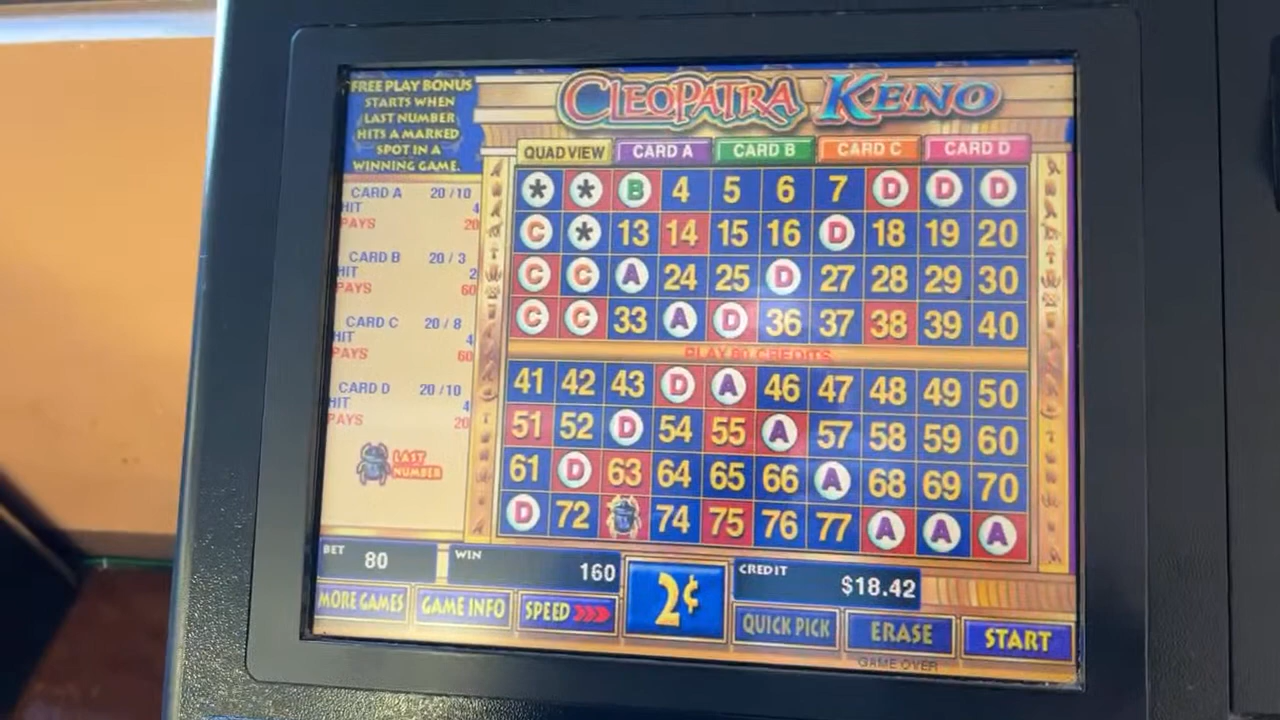 FREE PLAY BONUS
STARTS WHEN
LAST NUMBER
HITS A MARKED
SPOT IN A
WINNING GAME.
CLEOPATRA KENO
QUAD VIEW CARD A CARD B CARD C CARD D
CARD A 20/10
HIT 4
PAYS 20
CARD B 20/3
HIT 2
PAYS 60
CARD C 20/8
HIT 4
PAYS 60
CARD D 20/10
HIT 4
PAYS 20
LAST
NUMBER
* * B 4 5 6 7 D D D
C * 13 14 15 16 D 18 19 20
C C A 24 25 D 27 28 29 30
C C 33 A D 36 37 38 39 40
PLAY 80 CREDITS
41 42 43 D A 46 47 48 49 50
51 52 D 54 55 A 57 58 59 60
61 D 63 64 65 66 A 68 69 70
D 72 74 75 76 77 A A A
BET 80
WIN 160
2¢
CREDIT $18.42
MORE GAMES GAME INFO SPEED >>> QUICK PICK ERASE START
GAME OVER